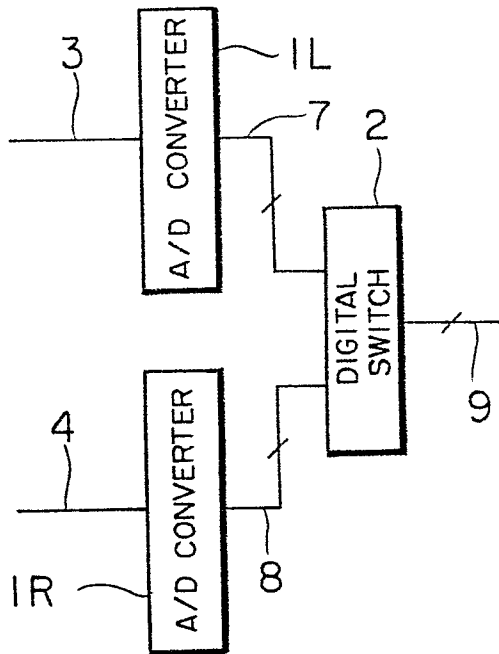 3
A/D CONVERTER
1L
7
2
DIGITAL
SWITCH
9
4
A/D CONVERTER
1R
8